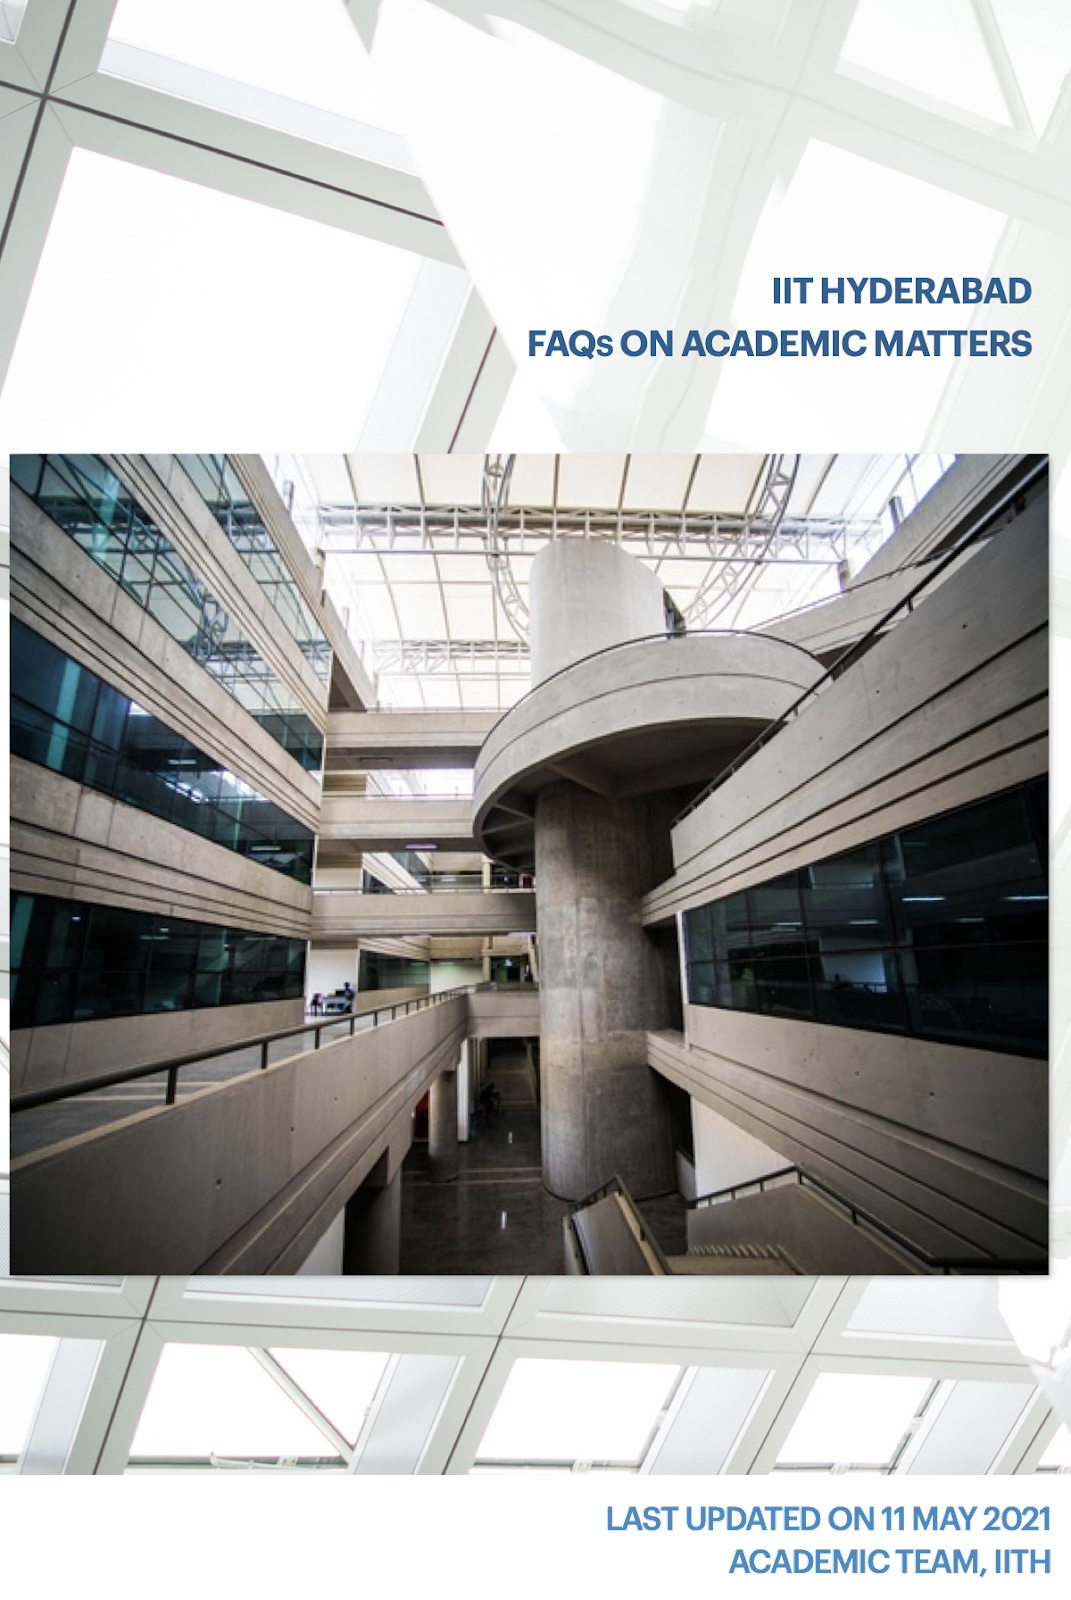 IIT HYDERABAD
FAQs ON ACADEMIC MATTERS
LAST UPDATED ON 11 MAY 2021
ACADEMIC TEAM, IITH